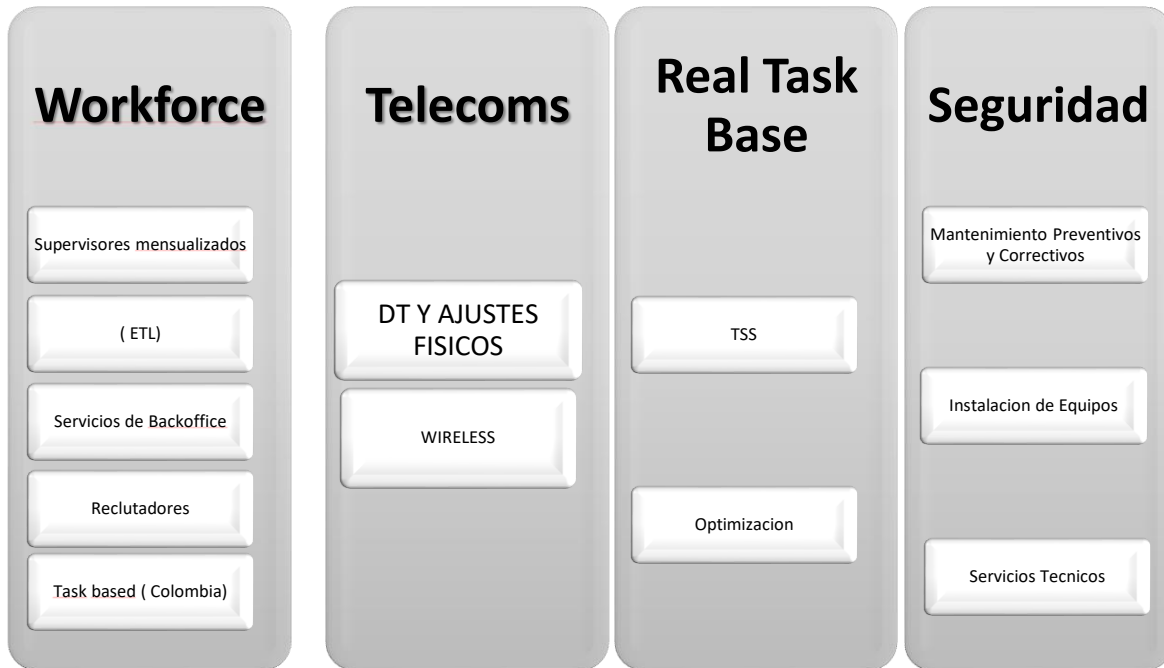 Workforce
Supervisores mensualizados
( ETL)
Servicios de Backoffice
Reclutadores
Task based ( Colombia)
Telecoms
DT Y AJUSTES
FISICOS
WIRELESS
Real Task
Base
TSS
Optimizacion
Seguridad
Mantenimiento Preventivos
y Correctivos
Instalacion de Equipos
Servicios Tecnicos